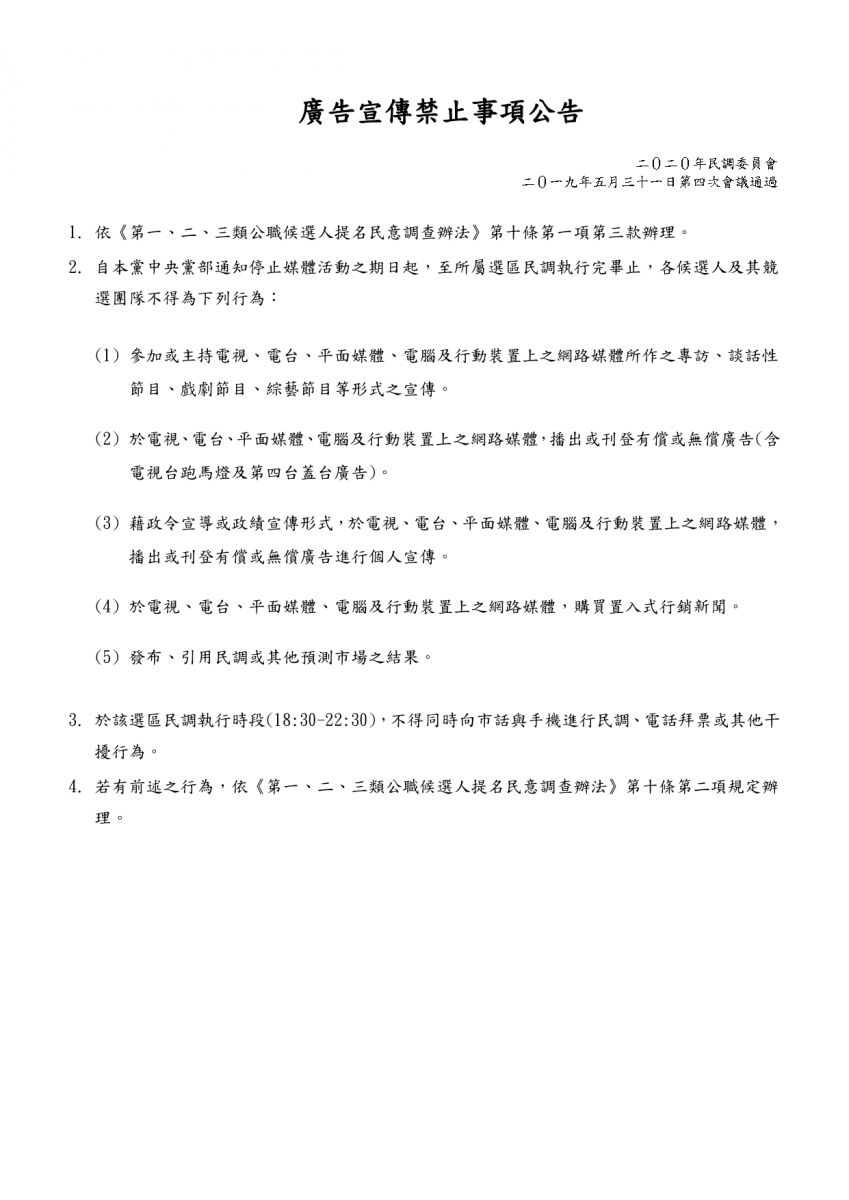 廣告宣傳禁止事項公告
二〇二〇年民調委員會
二〇一九年五月三十一日第四次會議通過
1. 依《第一、二、三類公職候選人提名民意調查辦法》第十條第一項第三款辦理。
2. 自本黨中央黨部通知停止媒體活動之期日起，至所屬選區民調執行完畢止，各候選人及其競
選團隊不得為下列行為：
(1) 參加或主持電視、電台、平面媒體、電腦及行動裝置上之網路媒體所作之專訪、談話性
節目、戲劇節目、綜藝節目等形式之宣傳。
(2) 於電視、電台、平面媒體、電腦及行動裝置上之網路媒體，播出或刊登有償或無償廣告(含
電視台跑馬燈及第四台蓋台廣告)。
(3) 藉政令宣導或政績宣傳形式，於電視、電台、平面媒體、電腦及行動裝置上之網路媒體，
播出或刊登有償或無償廣告進行個人宣傳。
(4) 於電視、電台、平面媒體、電腦及行動裝置上之網路媒體，購買置入式行銷新聞。
(5) 發布、引用民調或其他預測市場之結果。
3. 於該選區民調執行時段(18:30-22:30)，不得同時向市話與手機進行民調、電話拜票或其他干
擾行為。
4. 若有前述之行為，依《第一、二、三類公職候選人提名民意調查辦法》第十條第二項規定辦
理。